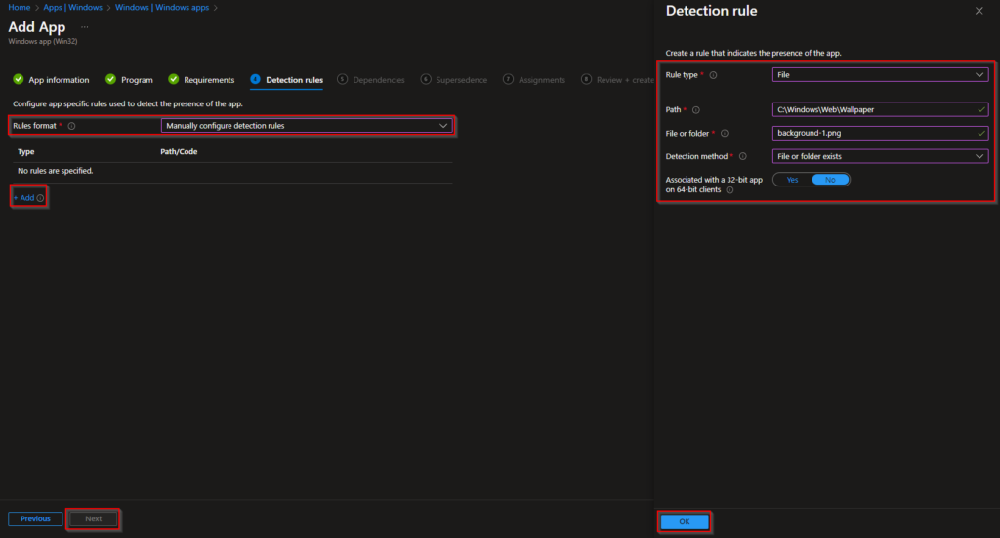 Home > Apps | Windows > Windows | Windows apps >
Add App ...
Windows app (Win32)
App information
Program
Requirements
4 Detection rules
5 Dependencies
6 Supersedence
7 Assignments
8 Review + create
Configure app specific rules used to detect the presence of the app.
Rules format * Manually configure detection rules
Type Path/Code
No rules are specified.
+ Add
Previous
Next
Detection rule
Create a rule that indicates the presence of the app.
Rule type * File
Path * C:\Windows\Web\Wallpaper
File or folder * background-1.png
Detection method * File or folder exists
Associated with a 32-bit app
on 64-bit clients
Yes No
OK